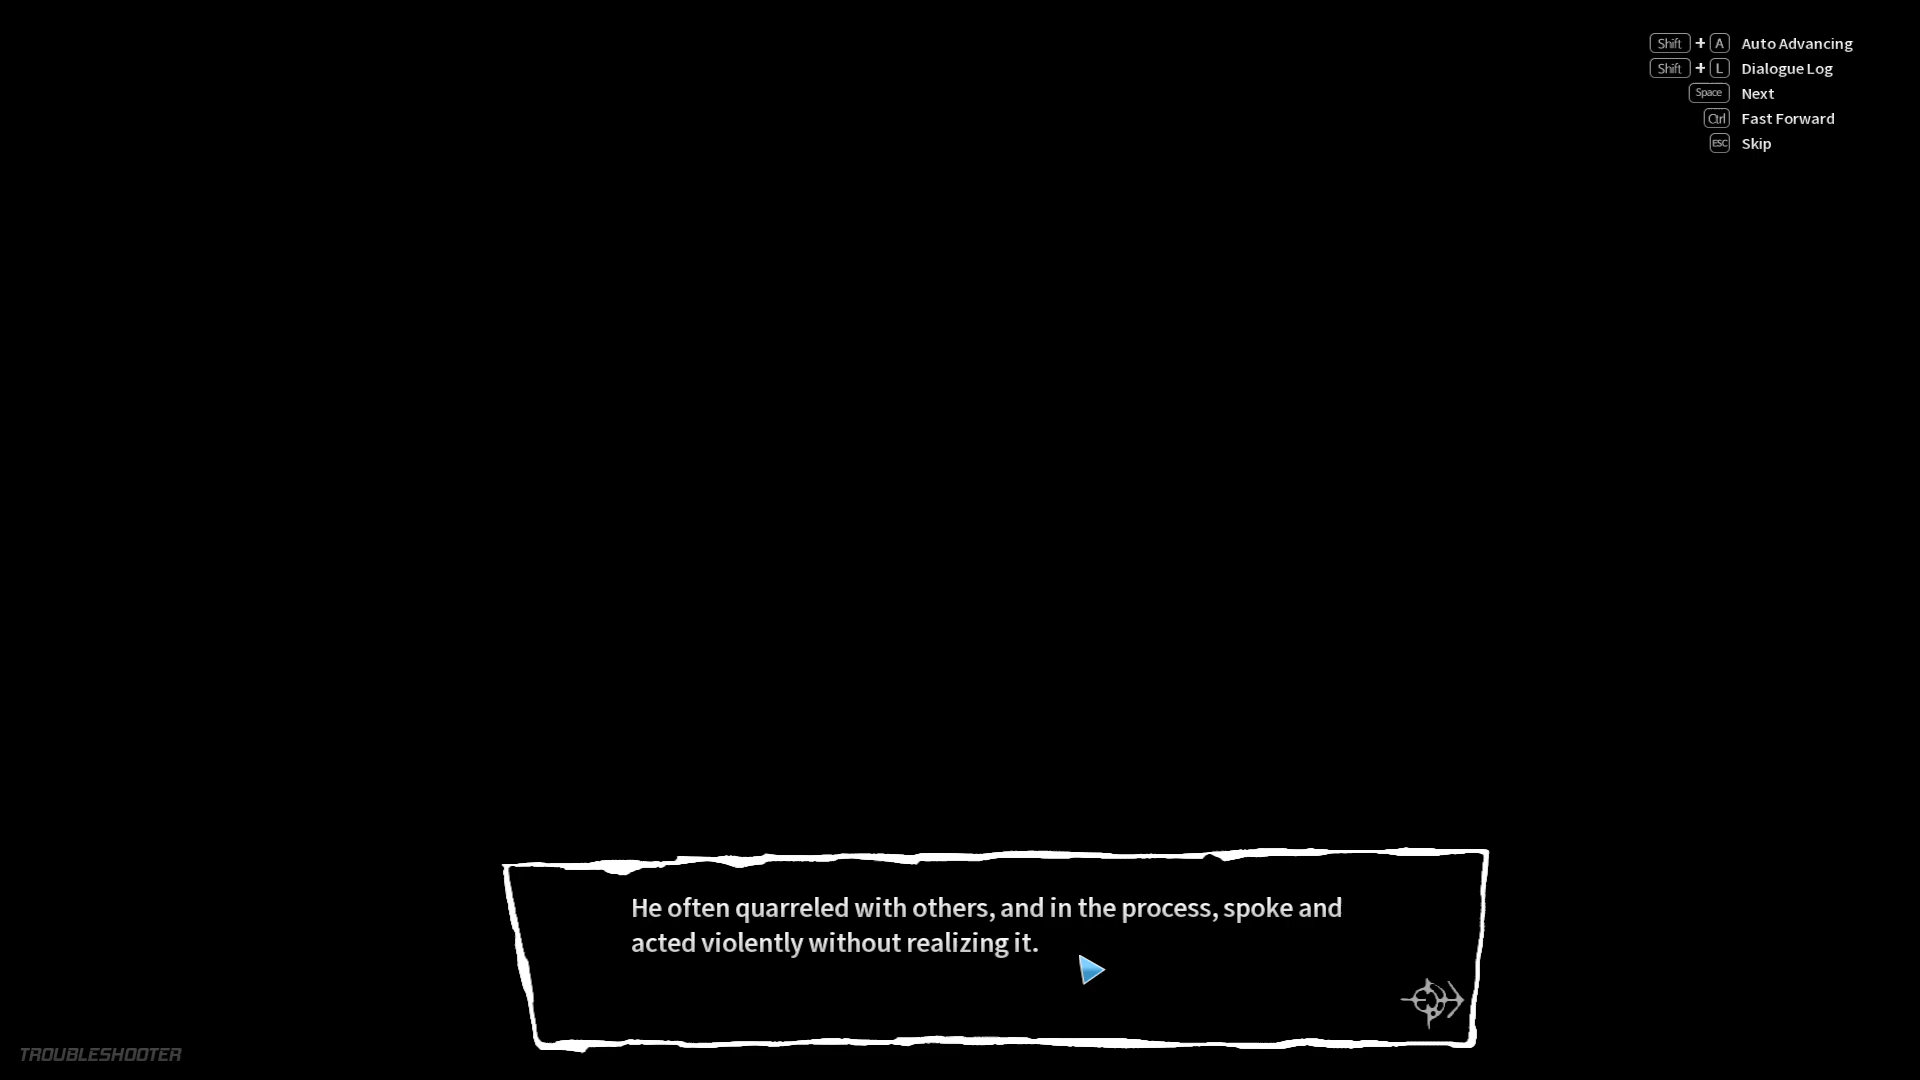 Shift + A Auto Advancing
Shift + L Dialogue Log
Space Next
Ctrl Fast Forward
ESC Skip
He often quarreled with others, and in the process, spoke and
acted violently without realizing it.
TROUBLESHOOTER